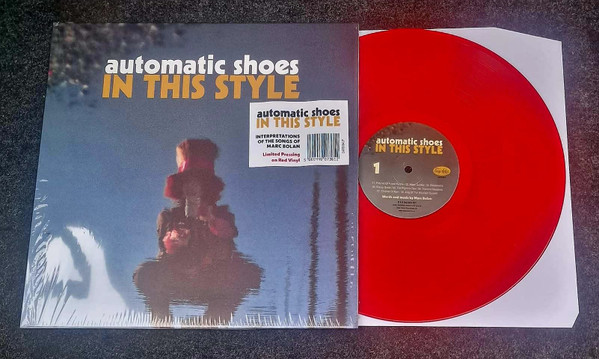 automatic shoes
IN THIS STYLE
automatic shoes
IN THIS STYLE
INTERPRETATIONS
OF THE SONGS OF
MARC BOLAN
Limited Pressing
on Red Vinyl
automatic shoes
IN THIS STYLE
1
Words and music by Marc Bolan